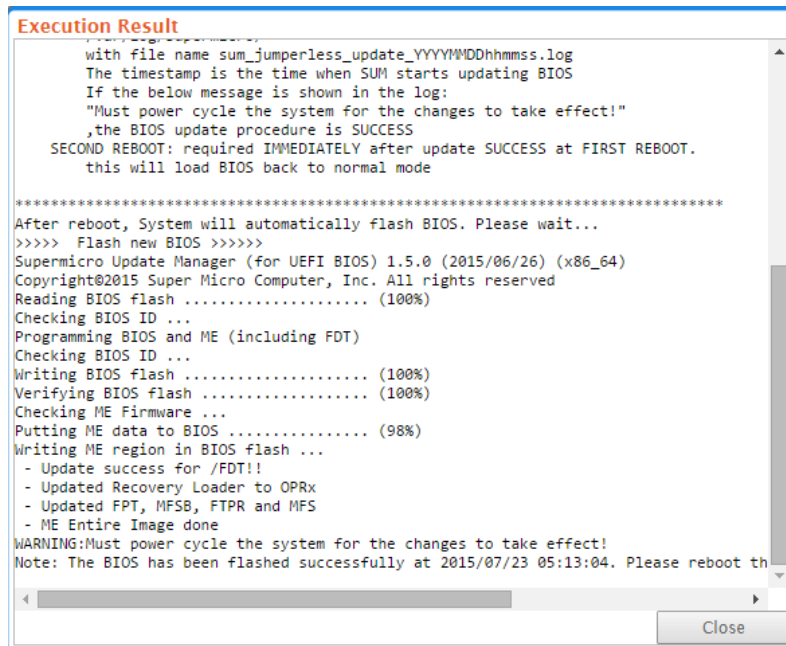 Execution Result
with file name sum_jumperless_update_YYYYMMDDhhmmss.log
The timestamp is the time when SUM starts updating BIOS
If the below message is shown in the log:
"Must power cycle the system for the changes to take effect!"
,the BIOS update procedure is SUCCESS
SECOND REBOOT: required IMMEDIATELY after update SUCCESS at FIRST REBOOT.
this will load BIOS back to normal mode
*********************************************************************************
After reboot, System will automatically flash BIOS. Please wait...
>>>>>  Flash new BIOS >>>>>>
Supermicro Update Manager (for UEFI BIOS) 1.5.0 (2015/06/26) (x86_64)
Copyright©2015 Super Micro Computer, Inc. All rights reserved
Reading BIOS flash ..................... (100%)
Checking BIOS ID ...
Programming BIOS and ME (including FDT)
Checking BIOS ID ...
Writing BIOS flash ..................... (100%)
Verifying BIOS flash ................... (100%)
Checking ME Firmware ...
Putting ME data to BIOS ................ (98%)
Writing ME region in BIOS flash ...
- Update success for /FDT!!
- Updated Recovery Loader to OPRx
- Updated FPT, MFSB, FTPR and MFS
- ME Entire Image done
WARNING:Must power cycle the system for the changes to take effect!
Note: The BIOS has been flashed successfully at 2015/07/23 05:13:04. Please reboot th
Close